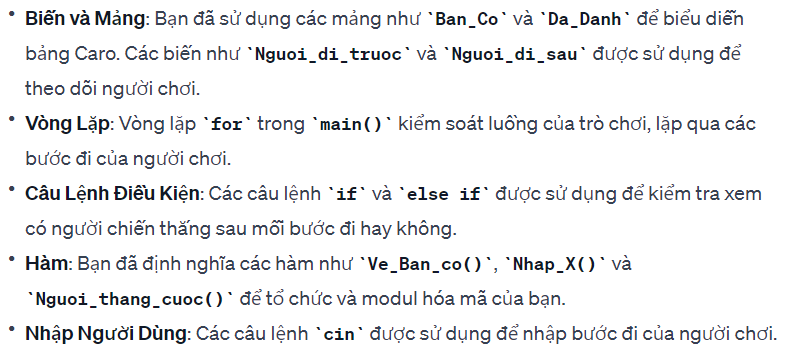 • Biến và Mảng: Bạn đã sử dụng các mảng như `Ban_Co` và `Da_Danh` để biểu diễn
bảng Caro. Các biến như `Nguoi_di_truoc` và `Nguoi_di_sau` được sử dụng để
theo dõi người chơi.
• Vòng Lặp: Vòng lặp `for` trong `main()` kiểm soát luồng của trò chơi, lặp qua các
bước đi của người chơi.
• Câu Lệnh Điều Kiện: Các câu lệnh `if` và `else if` được sử dụng để kiểm tra xem
có người chiến thắng sau mỗi bước đi hay không.
• Hàm: Bạn đã định nghĩa các hàm như `Ve_Ban_co()`, `Nhap_X()` và
`Nguoi_thang_cuoc()` để tổ chức và modul hóa mã của bạn.
• Nhập Người Dùng: Các câu lệnh `cin` được sử dụng để nhập bước đi của người chơi.